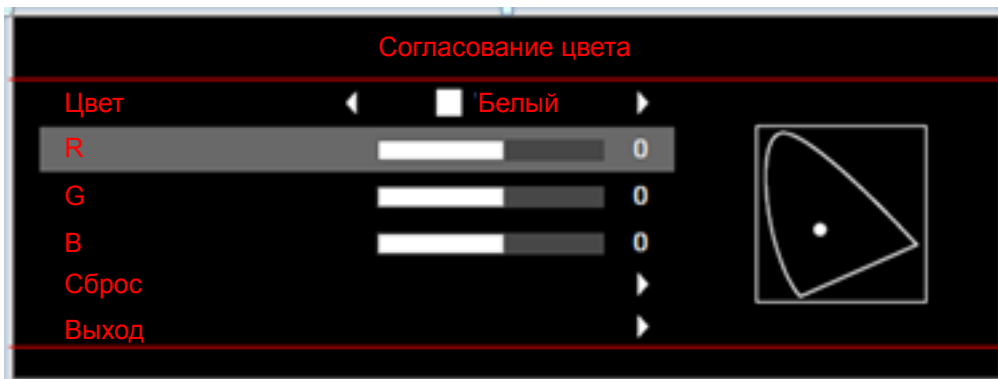 Согласование цвета
Цвет Белый
R 0
G 0
B 0
Сброс
Выход